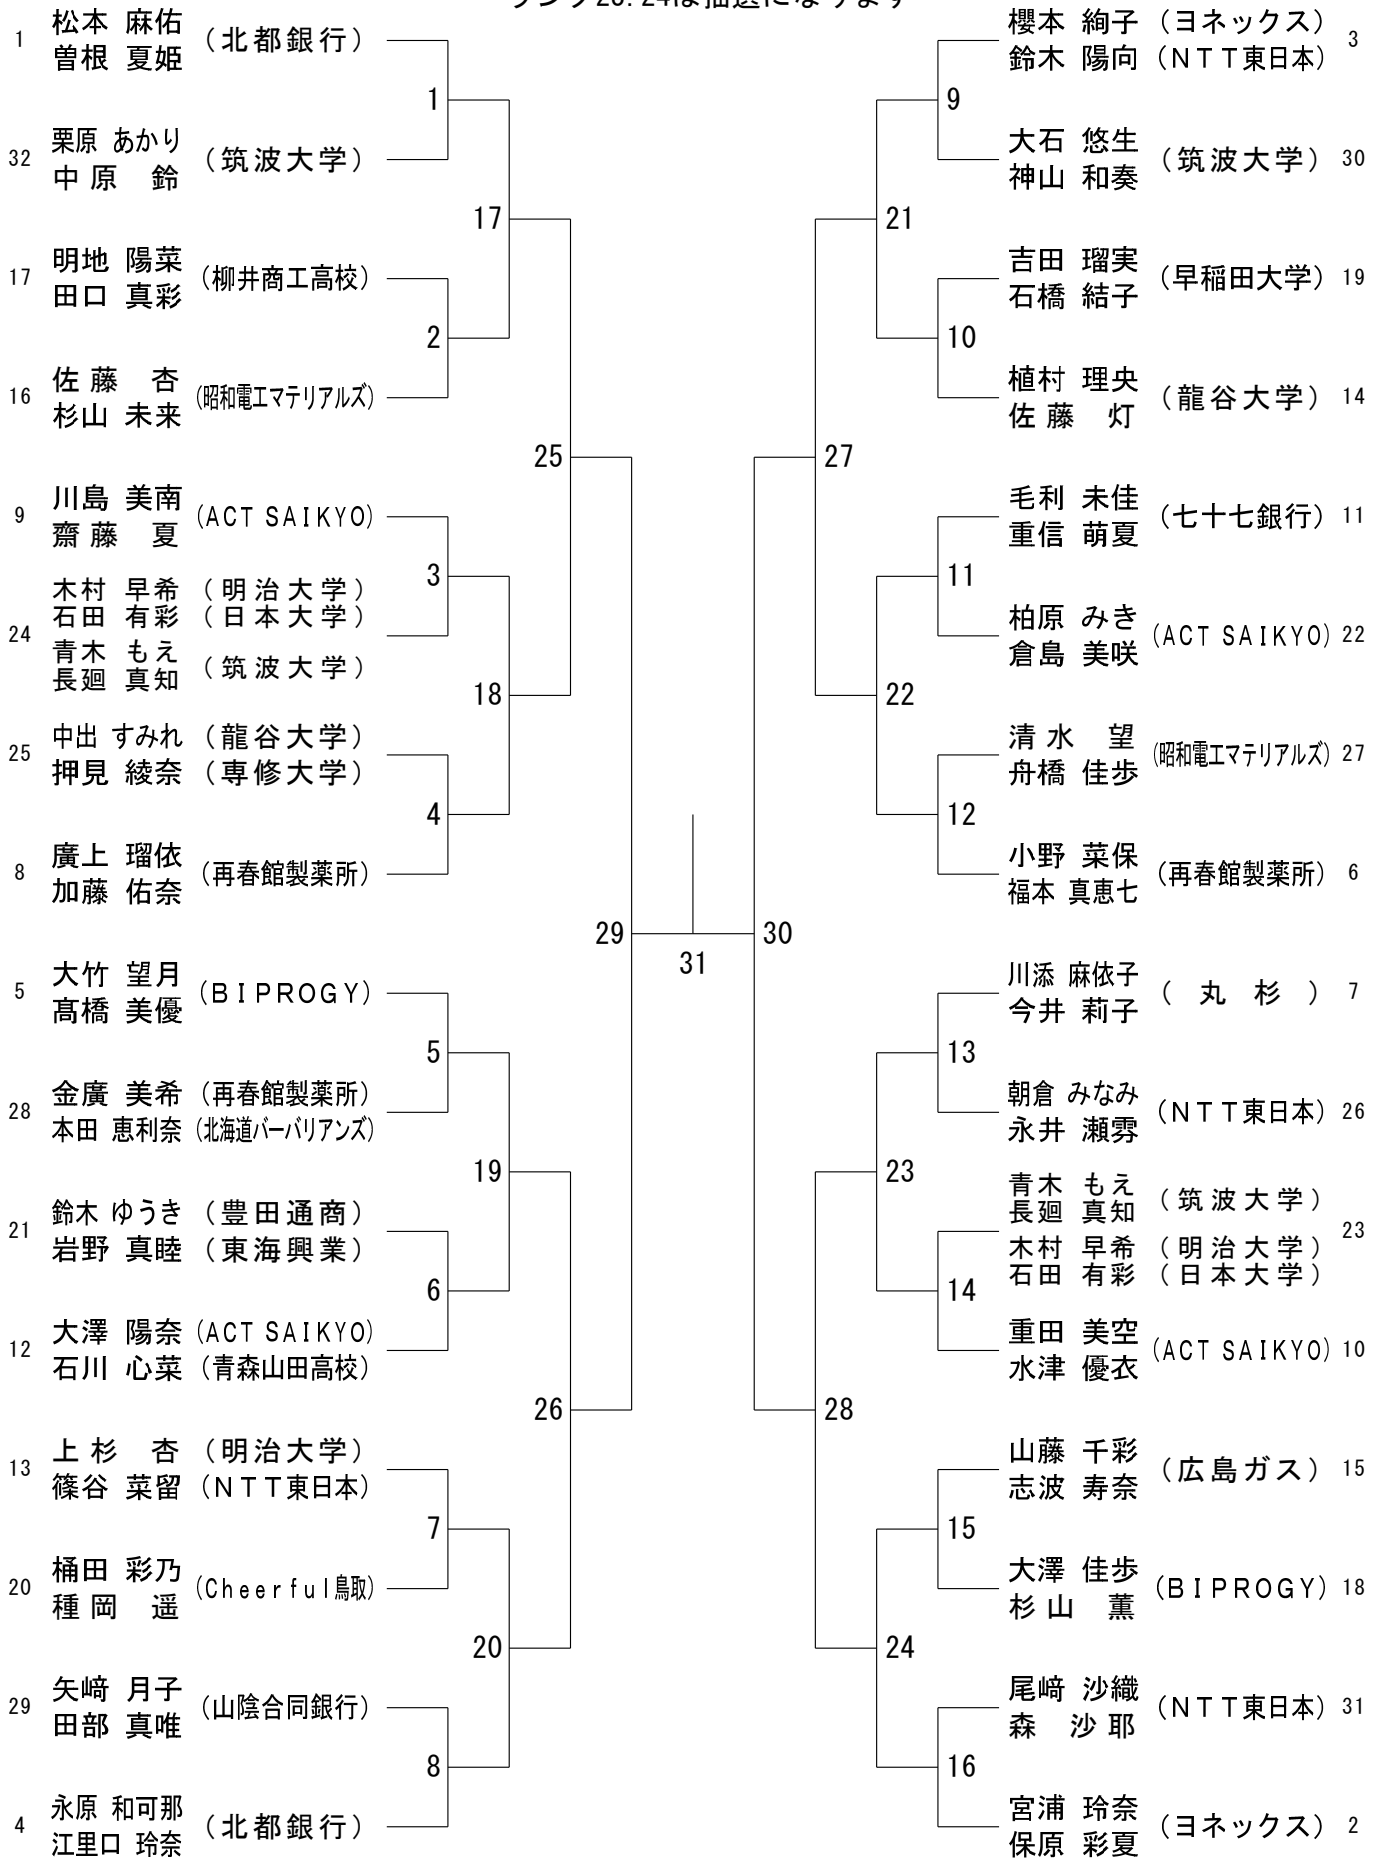 ランク23.24は抽選になります
1 松本 麻佑 (北都銀行)
曽根 夏姫
32 栗原 あかり (筑波大学)
中原 鈴
17 明地 陽菜 (柳井商工高校)
田口 真彩
16 佐藤 杏 (昭和電工マテリアルズ)
杉山 未来
9 川島 美南 (ACT SAIKYO)
齋藤 夏
24 木村 早希 (明治大学)
石田 有彩 (日本大学)
青木 もえ (筑波大学)
長廻 真知
25 中出 すみれ (龍谷大学)
押見 綾奈 (専修大学)
8 廣上 瑠依 (再春館製薬所)
加藤 佑奈
5 大竹 望月 (BIPROGY)
髙橋 美優
28 金廣 美希 (再春館製薬所)
本田 恵利奈 (北海道バーバリアンズ)
21 鈴木 ゆうき (豊田通商)
岩野 真睦 (東海興業)
12 大澤 陽奈 (ACT SAIKYO)
石川 心菜 (青森山田高校)
13 上杉 杏 (明治大学)
篠谷 菜留 (NTT東日本)
20 桶田 彩乃 (Cheerful鳥取)
種岡 遥
29 矢﨑 月子 (山陰合同銀行)
田部 真唯
4 永原 和可那 (北都銀行)
江里口 玲奈
1
2
3
4
5
6
7
8
17
18
19
20
25
26
29
31
30
27
28
21
22
23
24
9
10
11
12
13
14
15
16
櫻本 絢子 (ヨネックス) 3
鈴木 陽向 (NTT東日本)
大石 悠生 (筑波大学) 30
神山 和奏
吉田 瑠実 (早稲田大学) 19
石橋 結子
植村 理央 (龍谷大学) 14
佐藤 灯
毛利 未佳 (七十七銀行) 11
重信 萌夏
柏原 みき (ACT SAIKYO) 22
倉島 美咲
清水 望 (昭和電工マテリアルズ) 27
舟橋 佳歩
小野 菜保 (再春館製薬所) 6
福本 真恵七
川添 麻依子 (丸杉) 7
今井 莉子
朝倉 みなみ (NTT東日本) 26
永井 瀬雰
青木 もえ (筑波大学) 23
長廻 真知
木村 早希 (明治大学)
石田 有彩 (日本大学)
重田 美空 (ACT SAIKYO) 10
水津 優衣
山藤 千彩 (広島ガス) 15
志波 寿奈
大澤 佳歩 (BIPROGY) 18
杉山 薫
尾﨑 沙織 (NTT東日本) 31
森 沙耶
宮浦 玲奈 (ヨネックス) 2
保原 彩夏